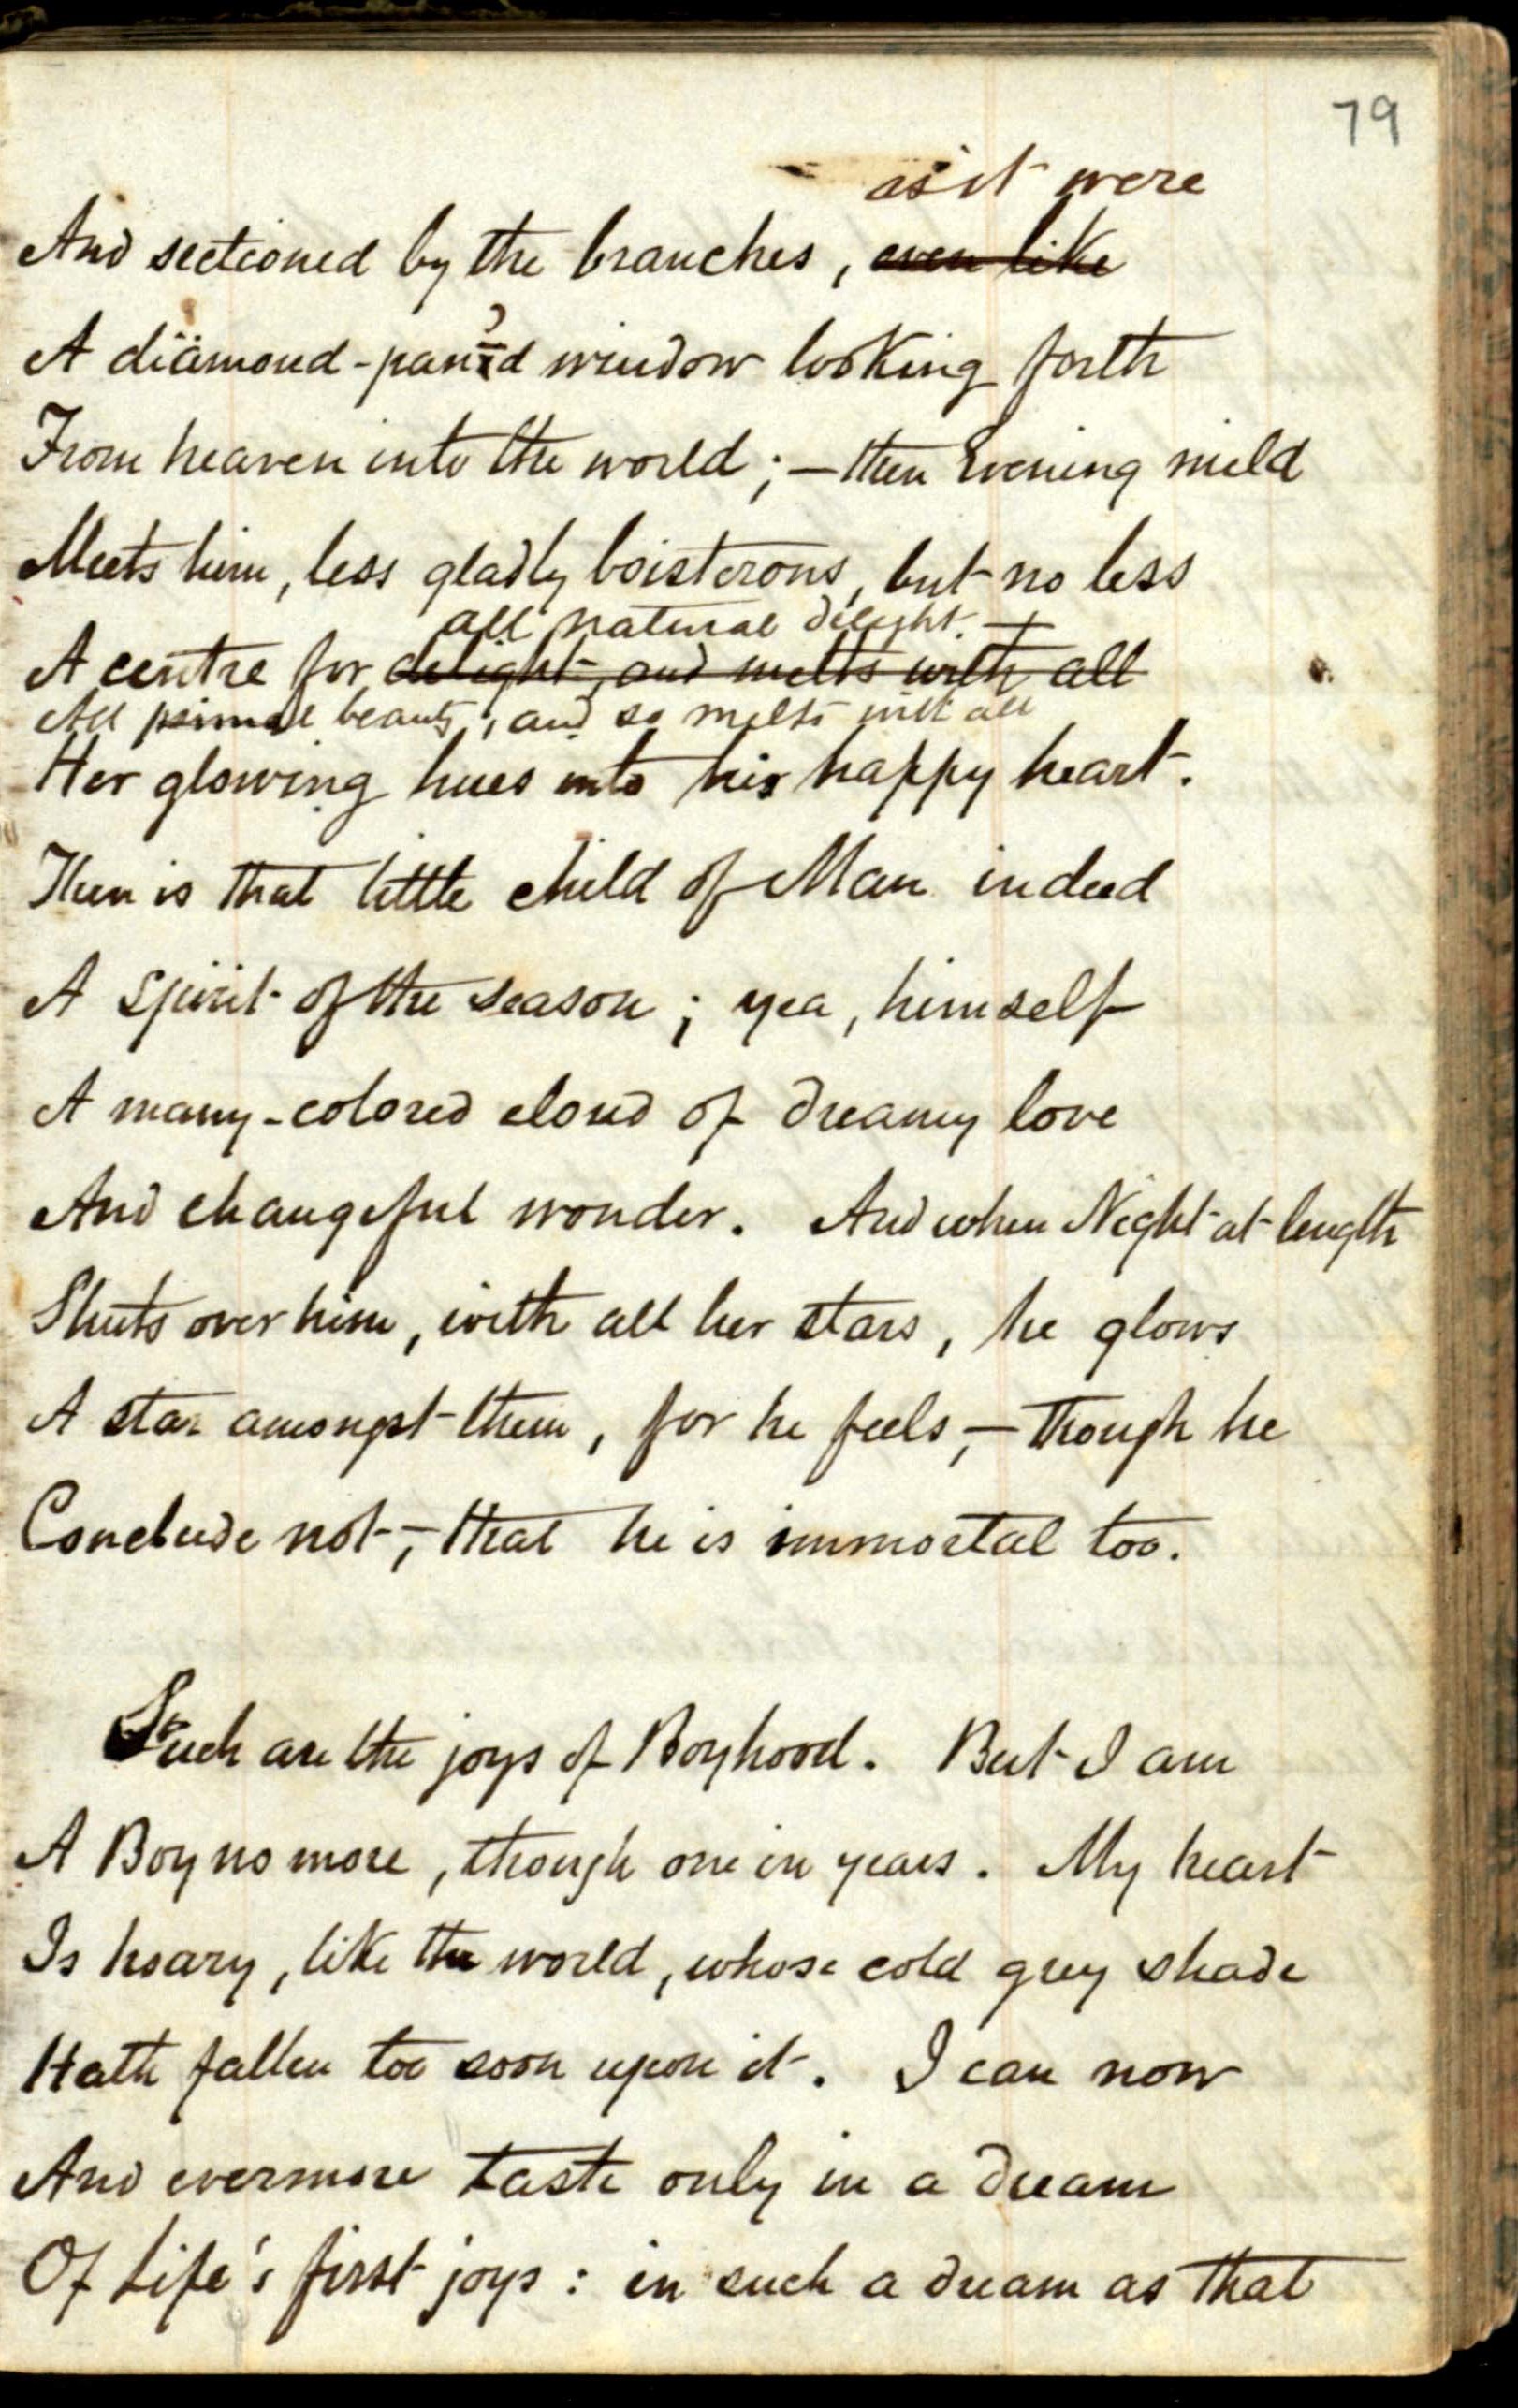 79
as it were
And sectioned by the branches, even like
A diämond-pan'd window looking forth
From heaven into the world; — then Evening mild
Meets him, less gladly boisterous, but no less
all natural delight. +
A centre for delight, and melts with all
All primal beauty, and so melts with all
Her glowing hues into his happy heart.
Then is that little child of Man indeed
A Spirit of the season; yea, himself
A many-colored cloud of dreamy love
And changeful wonder. And when Night at length
Shuts over him, with all her stars, he glows
A star amongst them, for he feels, — though he
Conclude not, — that he is immortal too.
Such are the joys of Boyhood. But I am
A Boy no more, though one in years. My heart
Is hoary, like the world, whose cold grey shade
Hath fallen too soon upon it. I can now
And evermore taste only in a dream
Of Life's first joys: in such a dream as that